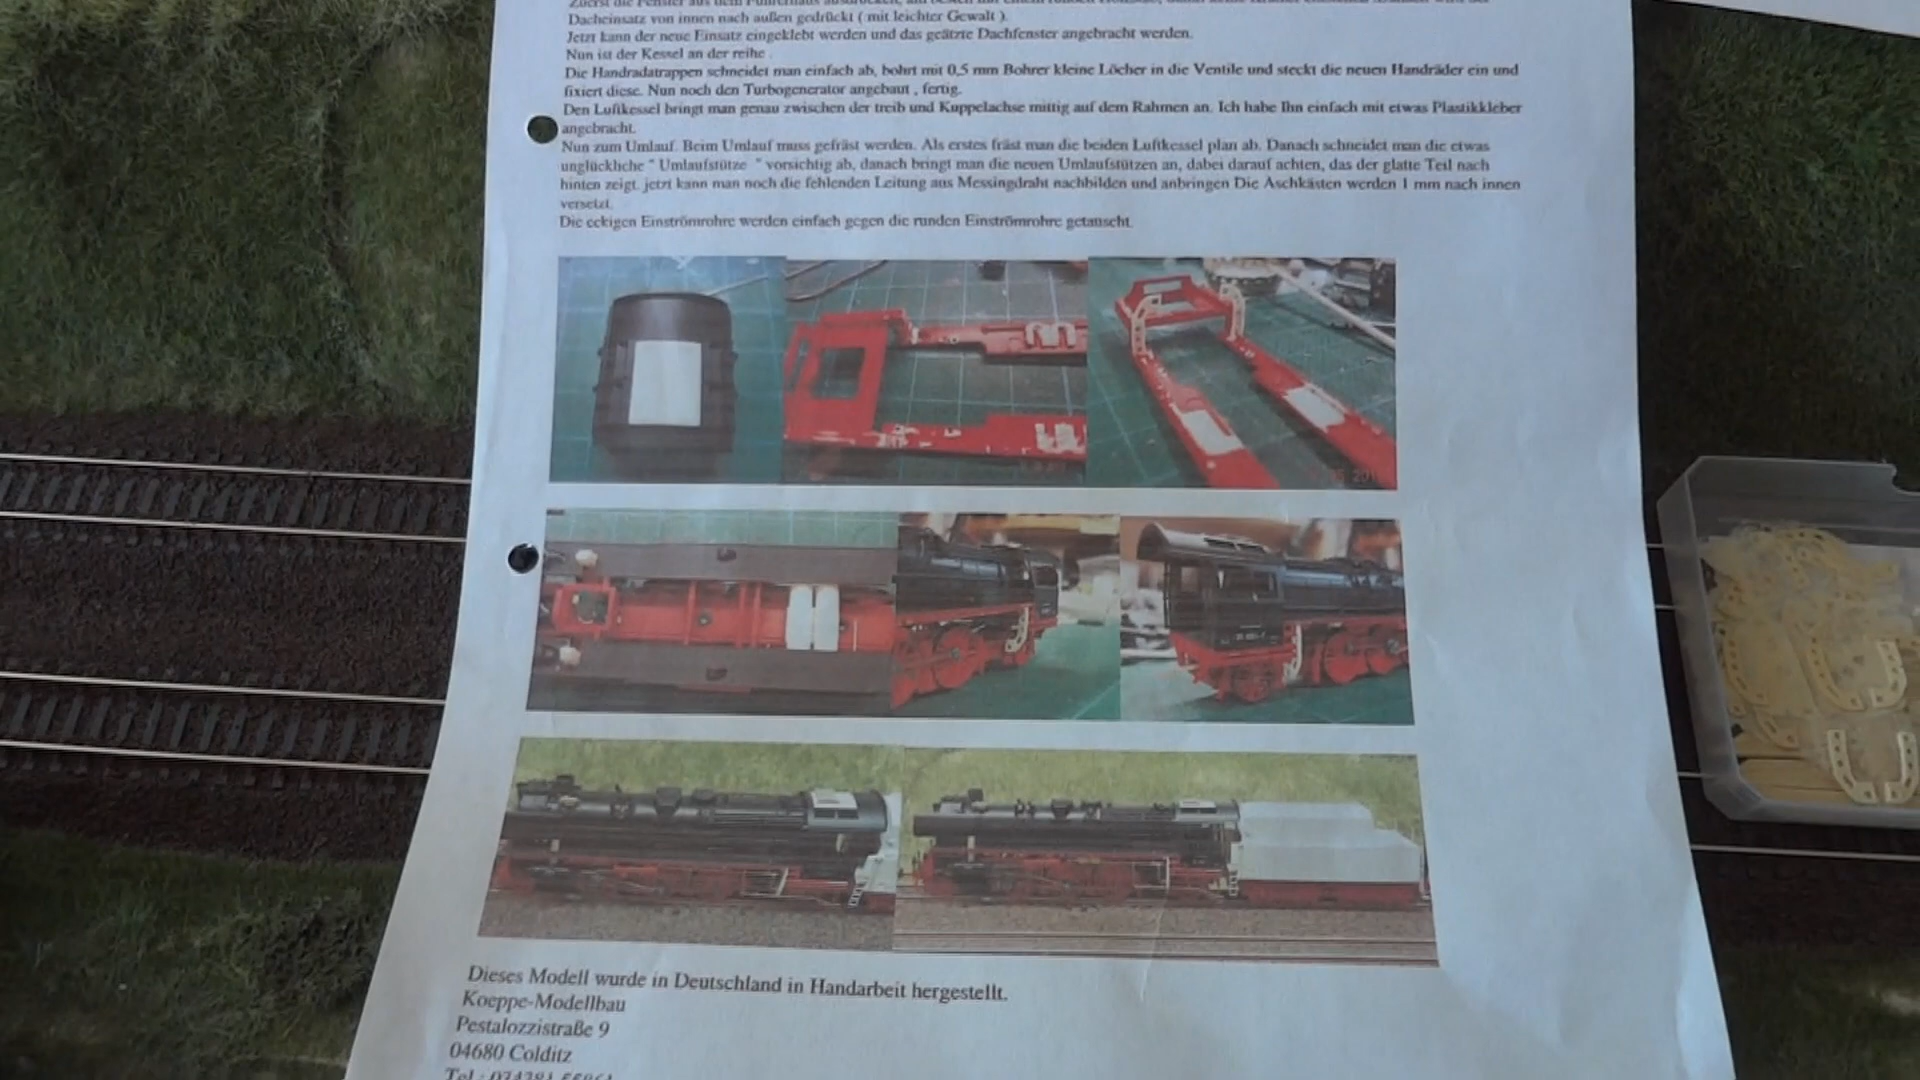 Dacheinsatz von innen nach außen gedrückt ( mit leichter Gewalt ).
Jetzt kann der neue Einsatz eingeklebt werden und das geätzte Dachfenster angebracht werden.
Nun ist der Kessel an der reihe .
Die Handradatrappen schneidet man einfach ab, bohrt mit 0,5 mm Bohrer kleine Löcher in die Ventile und steckt die neuen Handräder ein und
fixiert diese. Nun noch den Turbogenerator angebaut , fertig.
Den Luftkessel bringt man genau zwischen der treib und Kuppelachse mittig auf dem Rahmen an. Ich habe Ihn einfach mit etwas Plastikkleber
angebracht.
Nun zum Umlauf. Beim Umlauf muss gefräst werden. Als erstes fräst man die beiden Luftkessel plan ab. Danach schneidet man die etwas
unglückliche " Umlaufstütze " vorsichtig ab, danach bringt man die neuen Umlaufstützen an, dabei darauf achten, das der glatte Teil nach
hinten zeigt. jetzt kann man noch die fehlenden Leitung aus Messingdraht nachbilden und anbringen Die Aschkästen werden 1 mm nach innen
versetzt.
Die eckigen Einströmrohre werden einfach gegen die runden Einströmrohre getauscht.
Dieses Modell wurde in Deutschland in Handarbeit hergestellt.
Koeppe-Modellbau
Pestalozzistraße 9
04680 Colditz
Tel.: